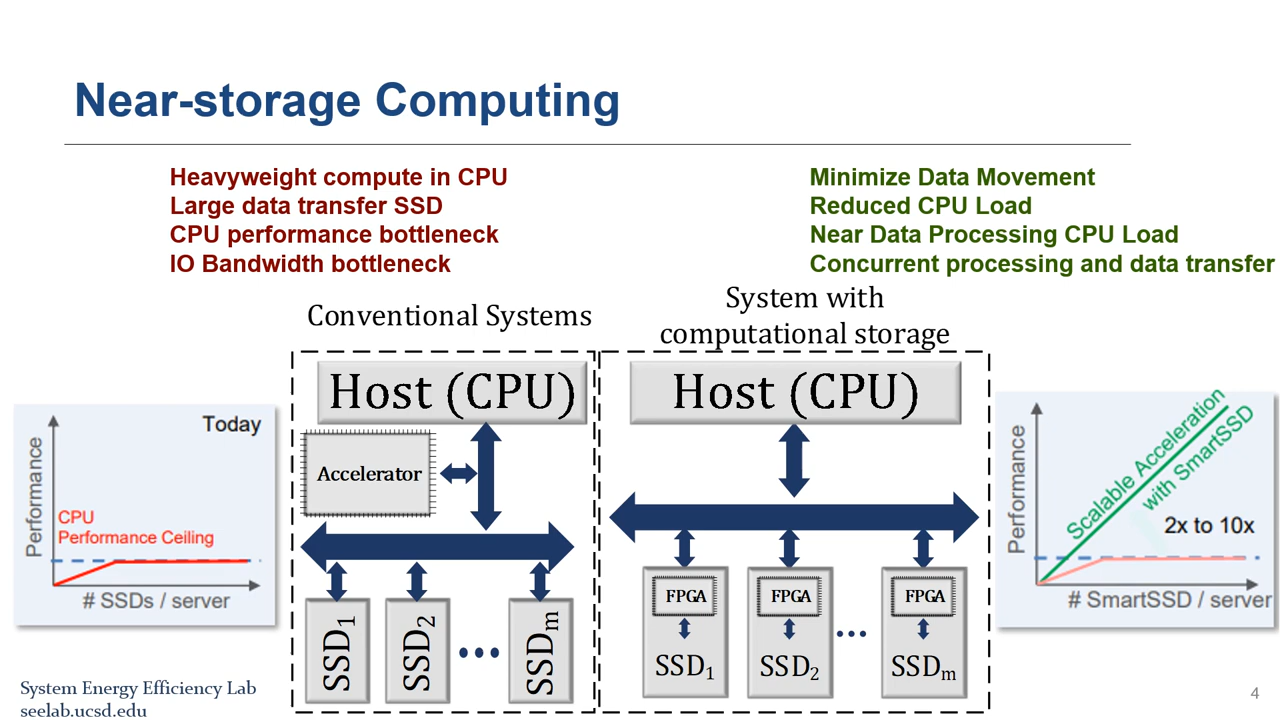 Near-storage Computing
Heavyweight compute in CPU
Large data transfer SSD
CPU performance bottleneck
IO Bandwidth bottleneck
Minimize Data Movement
Reduced CPU Load
Near Data Processing CPU Load
Concurrent processing and data transfer
Conventional Systems
System with
computational storage
Today
Performance
CPU
Performance Ceiling
# SSDs / server
Host (CPU)
Accelerator
SSD1
SSD2
...
SSDm
Host (CPU)
FPGA
FPGA
FPGA
SSD1
SSD2
...
SSDm
Performance
Scalable Acceleration
with SmartSSD
2x to 10x
# SmartSSD / server
System Energy Efficiency Lab
seelab.ucsd.edu
4